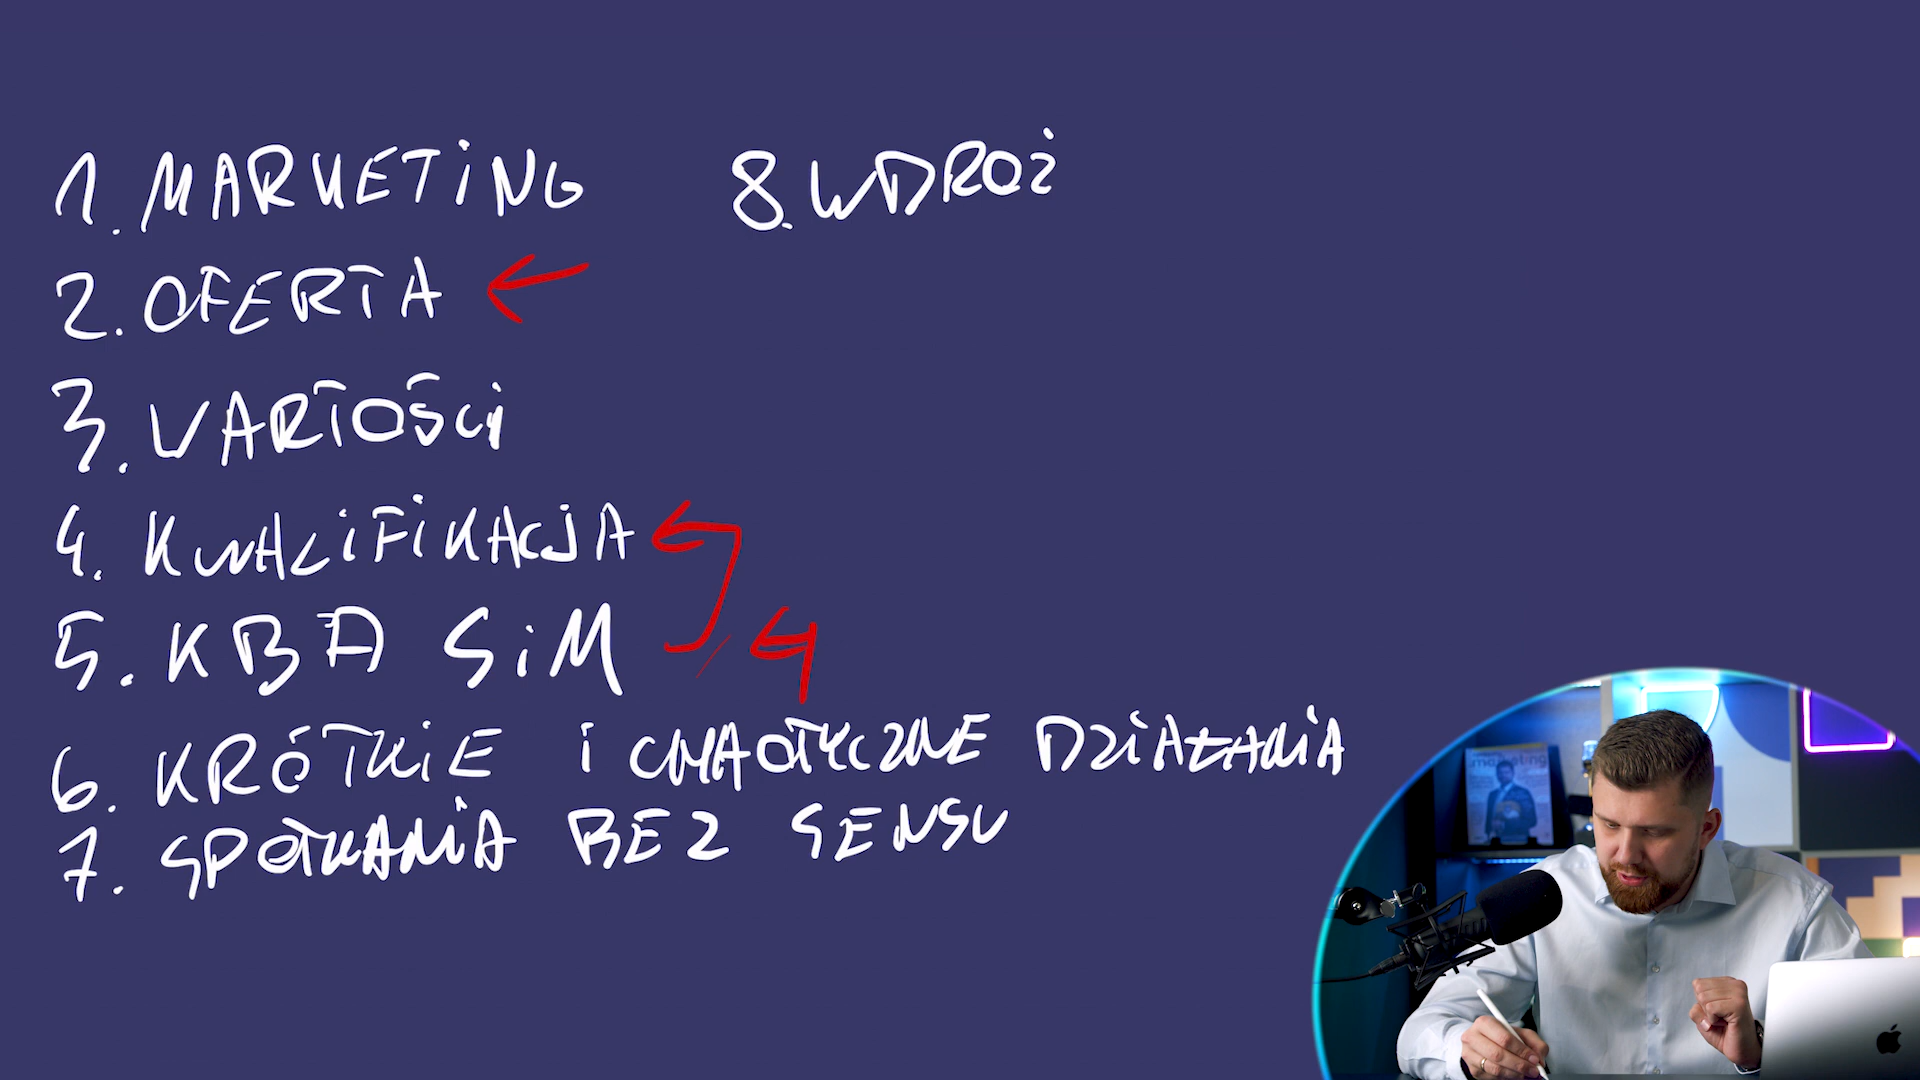 1. MARKETiNG
2. OFERTA
3. WARTOŚCi
4. KWALiFiKACJA
5. KBA SiM
6. KRÓTKiE i CHAOTYCZNE DZiAŁANiA
7. SPOTKANiA BEZ SENSU
8. WDROŻ
marketing